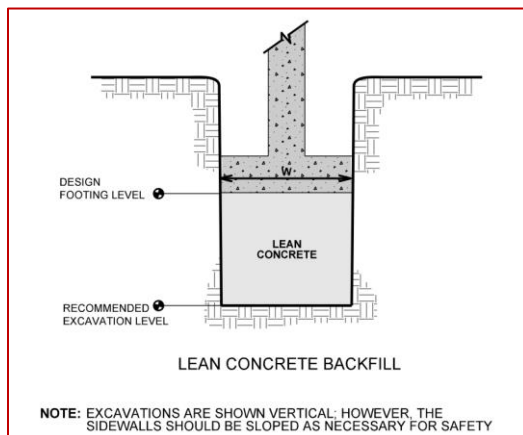 W
DESIGN
FOOTING LEVEL
LEAN
CONCRETE
RECOMMENDED
EXCAVATION LEVEL
LEAN CONCRETE BACKFILL
NOTE: EXCAVATIONS ARE SHOWN VERTICAL; HOWEVER, THE
SIDEWALLS SHOULD BE SLOPED AS NECESSARY FOR SAFETY